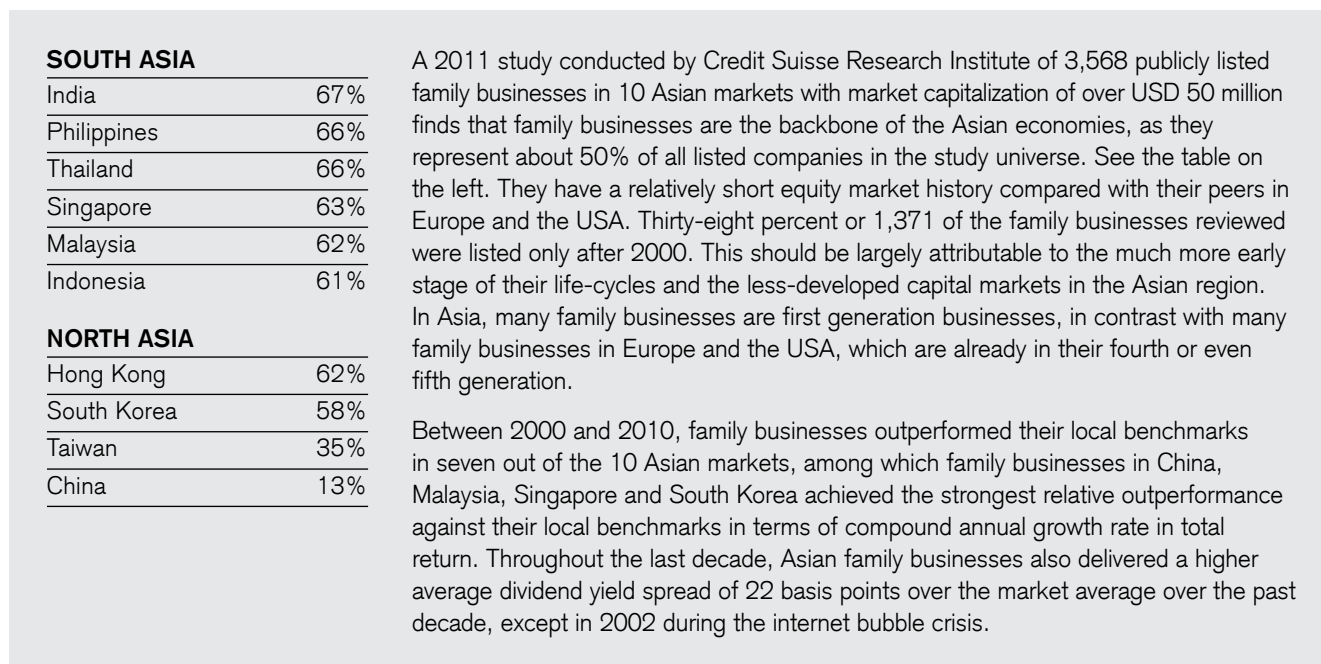 SOUTH ASIA
India 67%
Philippines 66%
Thailand 66%
Singapore 63%
Malaysia 62%
Indonesia 61%
NORTH ASIA
Hong Kong 62%
South Korea 58%
Taiwan 35%
China 13%
A 2011 study conducted by Credit Suisse Research Institute of 3,568 publicly listed
family businesses in 10 Asian markets with market capitalization of over USD 50 million
finds that family businesses are the backbone of the Asian economies, as they
represent about 50% of all listed companies in the study universe. See the table on
the left. They have a relatively short equity market history compared with their peers in
Europe and the USA. Thirty-eight percent or 1,371 of the family businesses reviewed
were listed only after 2000. This should be largely attributable to the much more early
stage of their life-cycles and the less-developed capital markets in the Asian region.
In Asia, many family businesses are first generation businesses, in contrast with many
family businesses in Europe and the USA, which are already in their fourth or even
fifth generation.
Between 2000 and 2010, family businesses outperformed their local benchmarks
in seven out of the 10 Asian markets, among which family businesses in China,
Malaysia, Singapore and South Korea achieved the strongest relative outperformance
against their local benchmarks in terms of compound annual growth rate in total
return. Throughout the last decade, Asian family businesses also delivered a higher
average dividend yield spread of 22 basis points over the market average over the past
decade, except in 2002 during the internet bubble crisis.